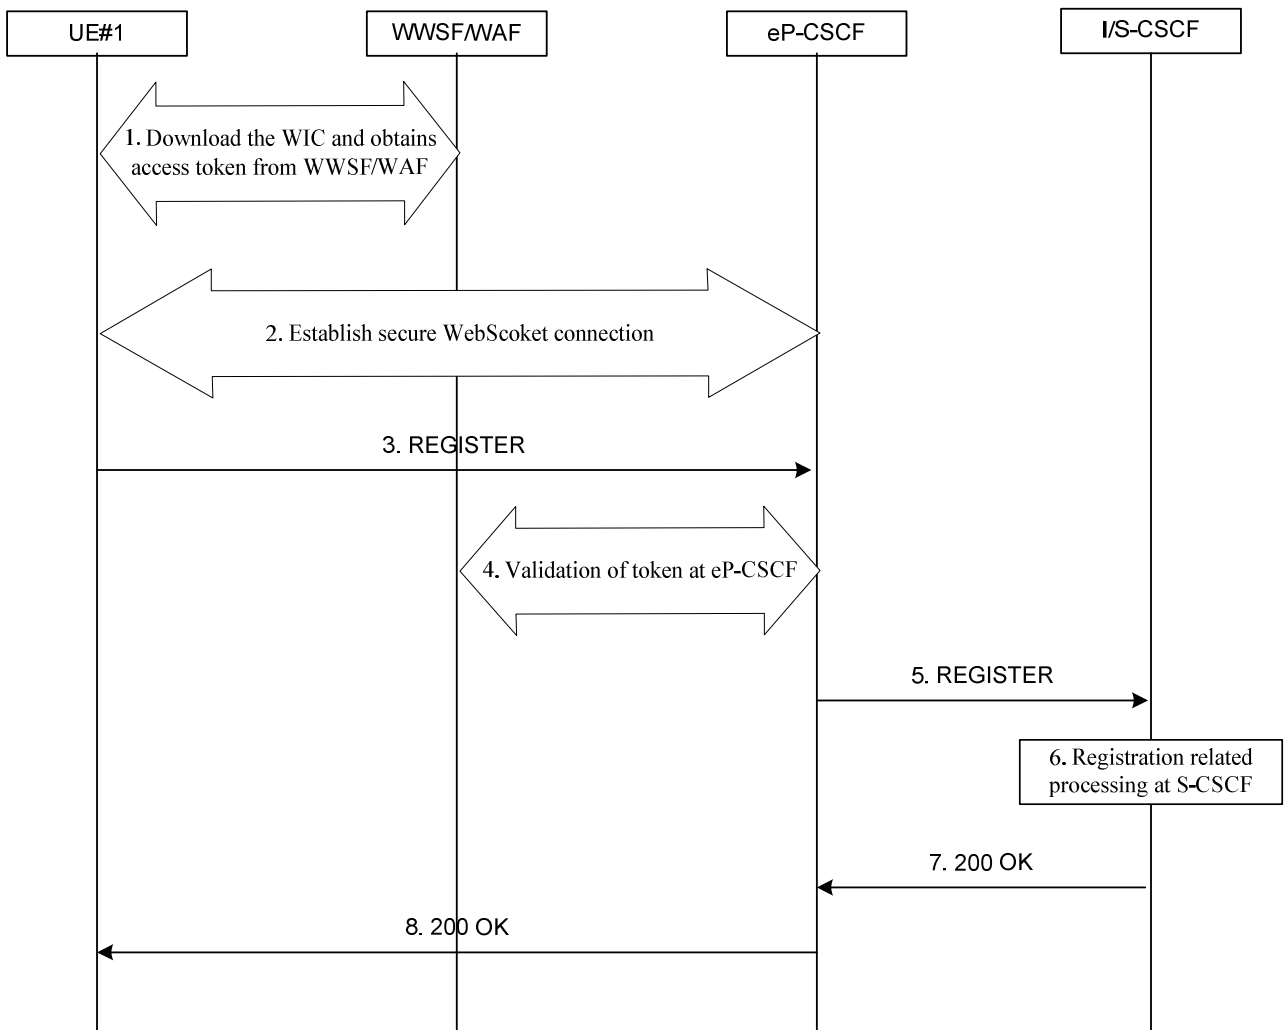 UE#1
WWSF/WAF
eP-CSCF
I/S-CSCF
1. Download the WIC and obtains
access token from WWSF/WAF
2. Establish secure WebScoket connection
3. REGISTER
4. Validation of token at eP-CSCF
5. REGISTER
6. Registration related
processing at S-CSCF
7. 200 OK
8. 200 OK